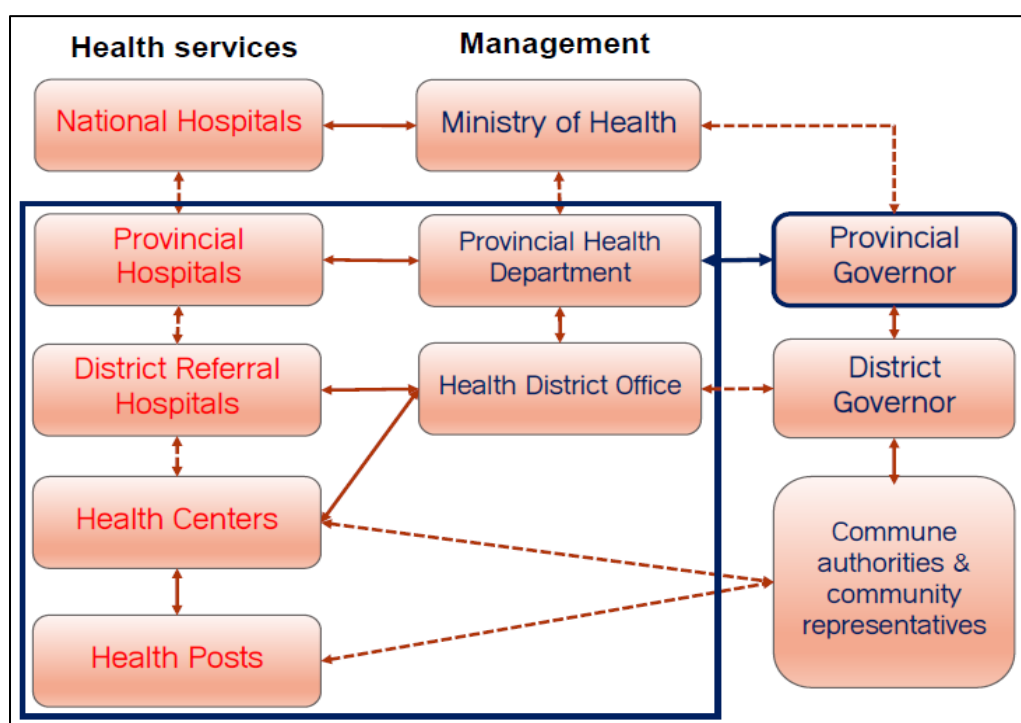 Health services
Management
National Hospitals
Ministry of Health
Provincial
Hospitals
Provincial Health
Department
Provincial
Governor
District Referral
Hospitals
Health District Office
District
Governor
Health Centers
Commune
authorities &
community
representatives
Health Posts